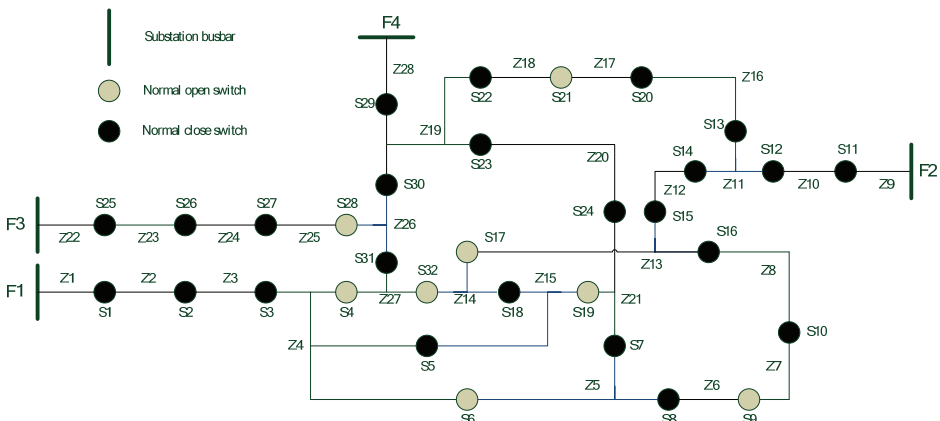 F4
Substation busbar
Z28
Z18
Z17
Z16
Normal open switch
S22
S21
S20
S29
Normal close switch
Z19
S13
S23
Z20
S14
S12
S11
F2
S30
Z12
Z11
Z10
Z9
S25
S26
S27
S28
S24
S15
F3
Z22
Z23
Z24
Z25
Z26
S17
S16
Z13
Z8
S31
S32
F1
Z1
Z2
Z3
Z15
S1
S2
S3
S4
Z27
Z14
S18
S19
Z21
S10
Z4
S5
S7
Z7
Z5
Z6
S6
S8
S9